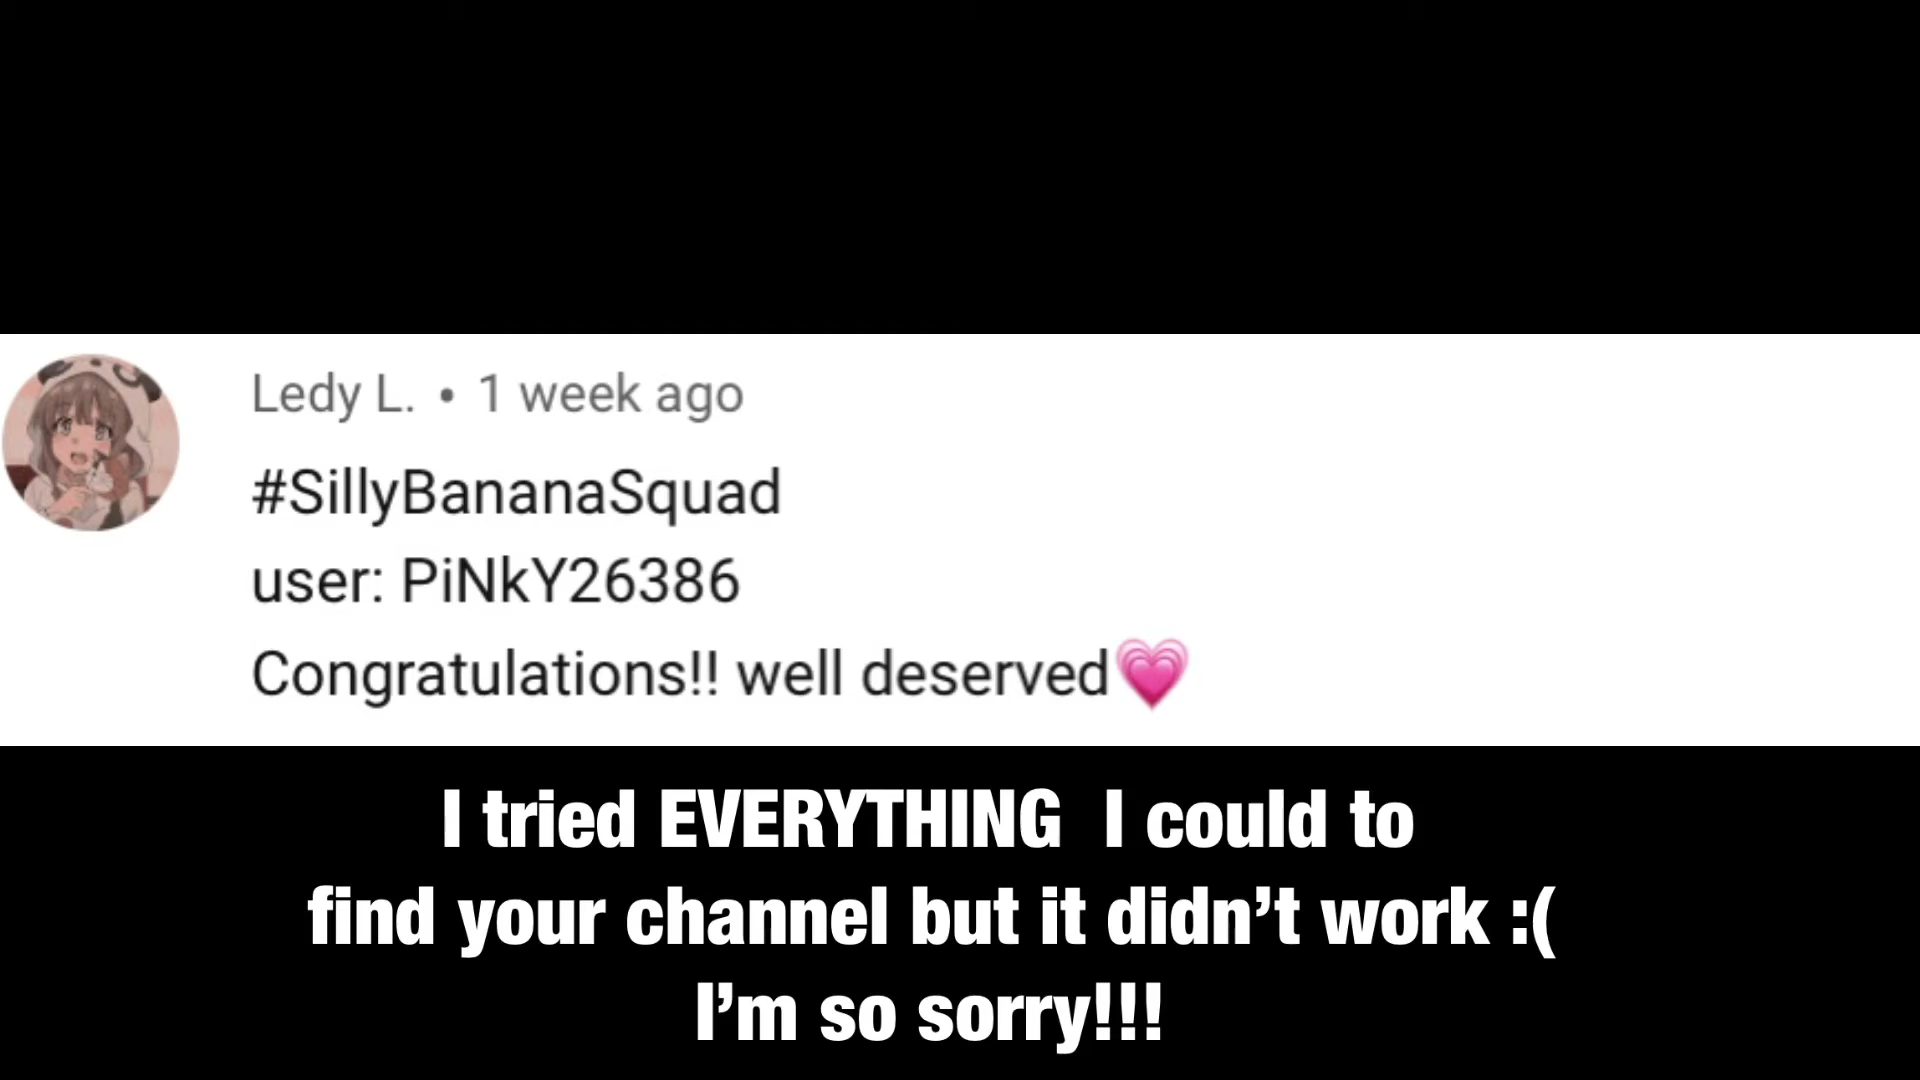 Ledy L. • 1 week ago
#SillyBananaSquad
user: PiNkY26386
Congratulations!! well deserved💗
I tried EVERYTHING  I could to
find your channel but it didn’t work :(
I’m so sorry!!!